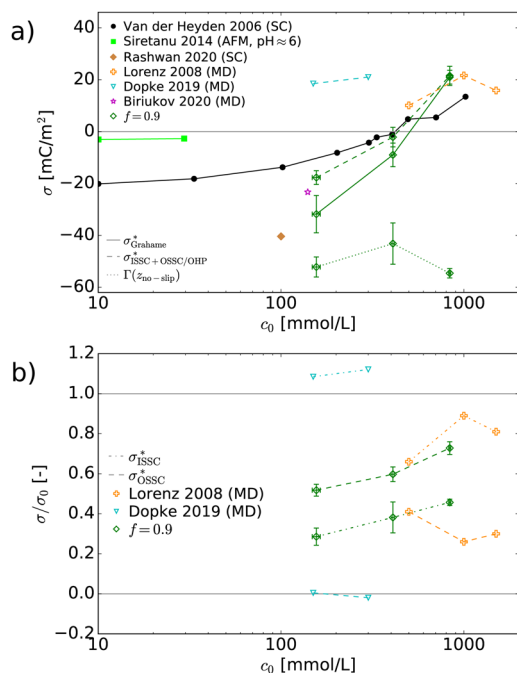 a)
Van der Heyden 2006 (SC)
Siretanu 2014 (AFM, pH≈6)
Rashwan 2020 (SC)
Lorenz 2008 (MD)
Dopke 2019 (MD)
Biriukov 2020 (MD)
f=0.9
40
20
0
−20
−40
−60
σ [mC/m²]
σ*Grahame
σ*ISSC+OSSC/OHP
Γ(z_no−slip)
10
100
1000
c₀ [mmol/L]
b)
1.2
1.0
0.8
0.6
0.4
0.2
0.0
−0.2
σ/σ₀ [-]
σ*ISSC
σ*OSSC
Lorenz 2008 (MD)
Dopke 2019 (MD)
f=0.9
10
100
1000
c₀ [mmol/L]